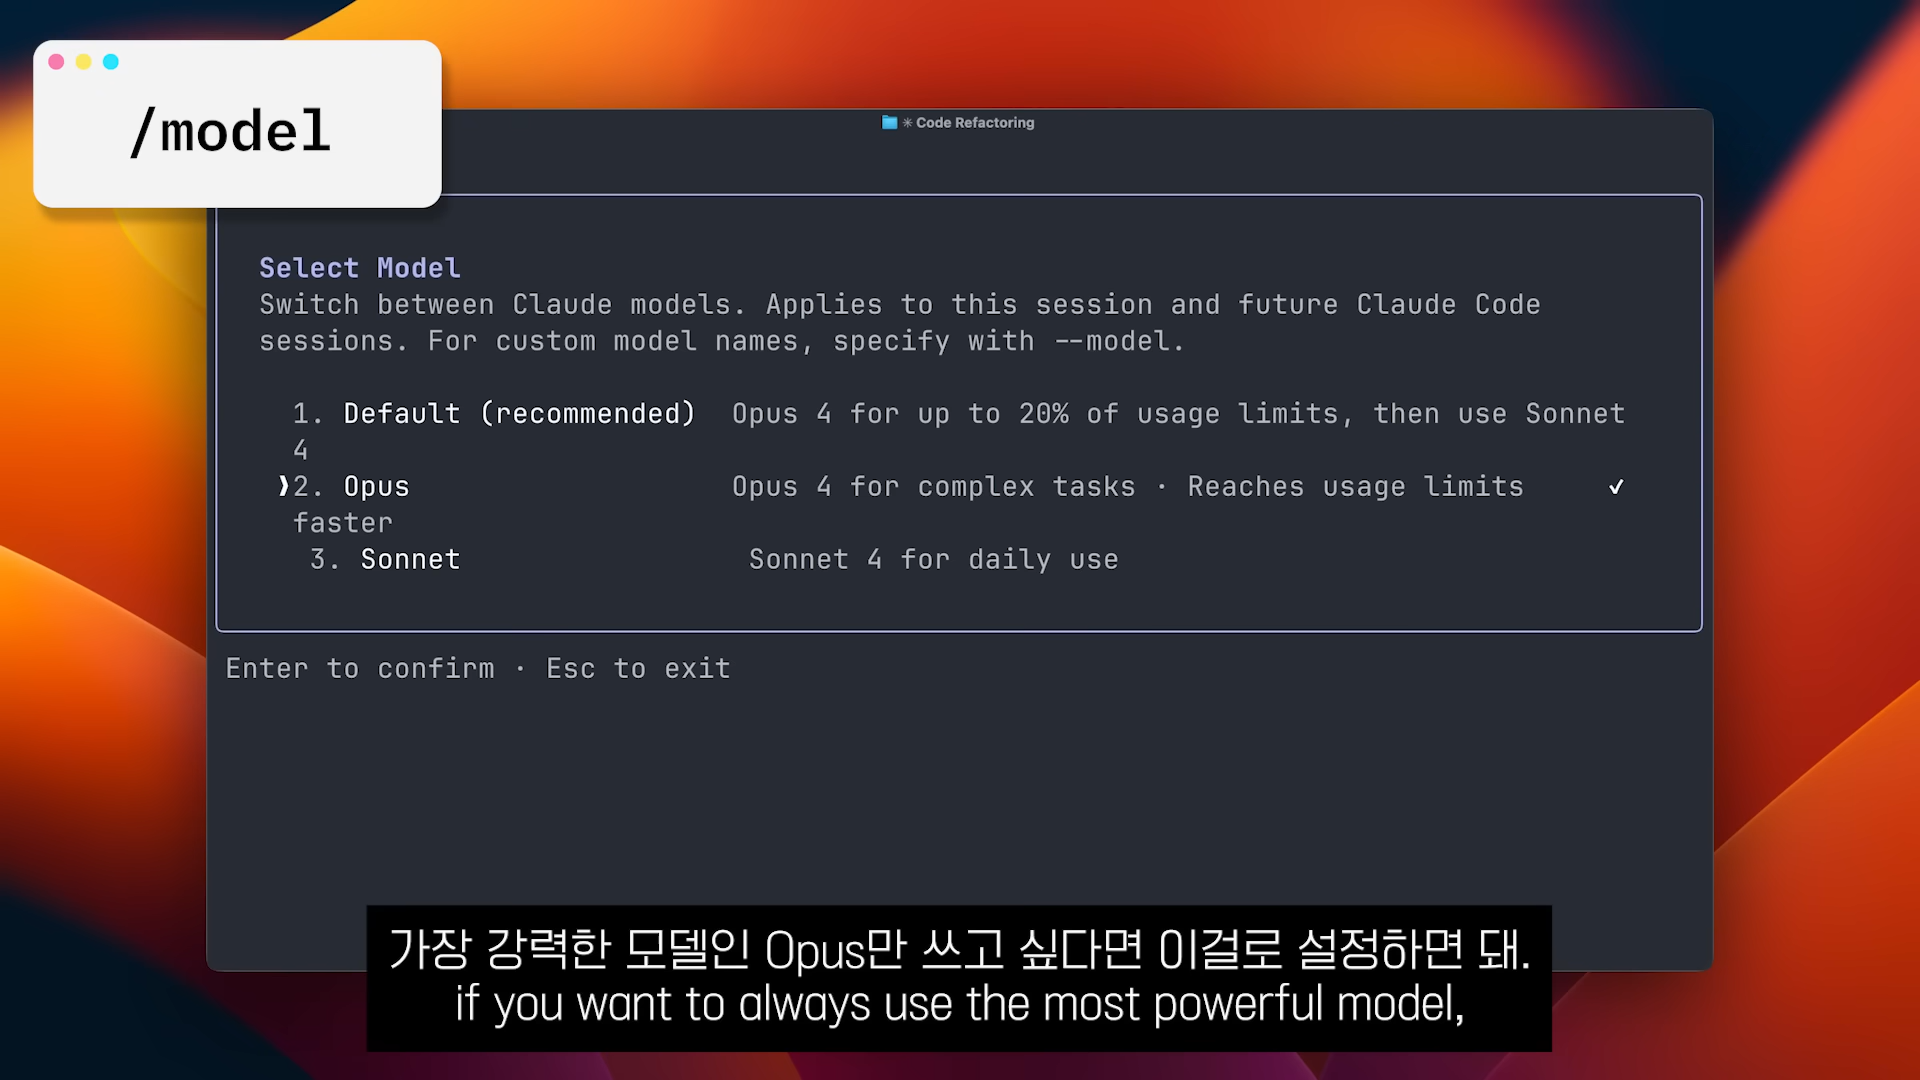 /model
✳ Code Refactoring
Select Model
Switch between Claude models. Applies to this session and future Claude Code
sessions. For custom model names, specify with --model.
1. Default (recommended)  Opus 4 for up to 20% of usage limits, then use Sonnet
4
❯2. Opus  Opus 4 for complex tasks · Reaches usage limits ✓
faster
3. Sonnet  Sonnet 4 for daily use
Enter to confirm · Esc to exit
가장 강력한 모델인 Opus만 쓰고 싶다면 이걸로 설정하면 돼.
if you want to always use the most powerful model,